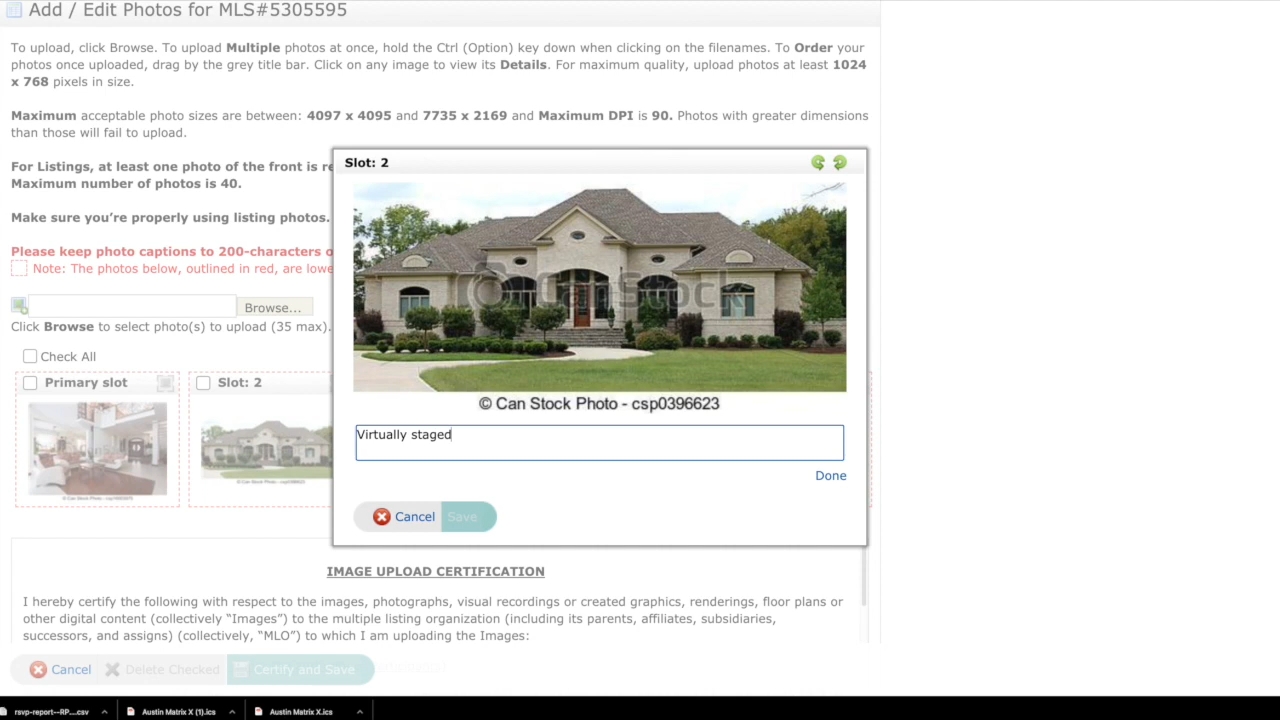 Add / Edit Photos for MLS#5305595
To upload, click Browse. To upload Multiple photos at once, hold the Ctrl (Option) key down when clicking on the filenames. To Order your
photos once uploaded, drag by the grey title bar. Click on any image to view its Details. For maximum quality, upload photos at least 1024
x 768 pixels in size.
Maximum acceptable photo sizes are between: 4097 x 4095 and 7735 x 2169 and Maximum DPI is 90. Photos with greater dimensions
than those will fail to upload.
For Listings, at least one photo of the front is
Maximum number of photos is 40.
Make sure you’re properly using listing photos.
Please keep photo captions to 200-characters
Note: The photos below, outlined in red, are
Browse...
Click Browse to select photo(s) to upload (35 max).
Check All
Primary slot
Slot: 2
Slot: 2
CanStock
© Can Stock Photo - csp0396623
Virtually staged
Done
Cancel Save
IMAGE UPLOAD CERTIFICATION
I hereby certify the following with respect to the images, photographs, visual recordings or created graphics, renderings, floor plans or
other digital content (collectively “Images”) to the multiple listing organization (including its parents, affiliates, subsidiaries,
successors, and assigns) (collectively, “MLO”) to which I am uploading the Images:
Cancel Delete Checked Certify and Save
rsvp-report--RP....csv Austin Matrix X (1).ics Austin Matrix X.ics